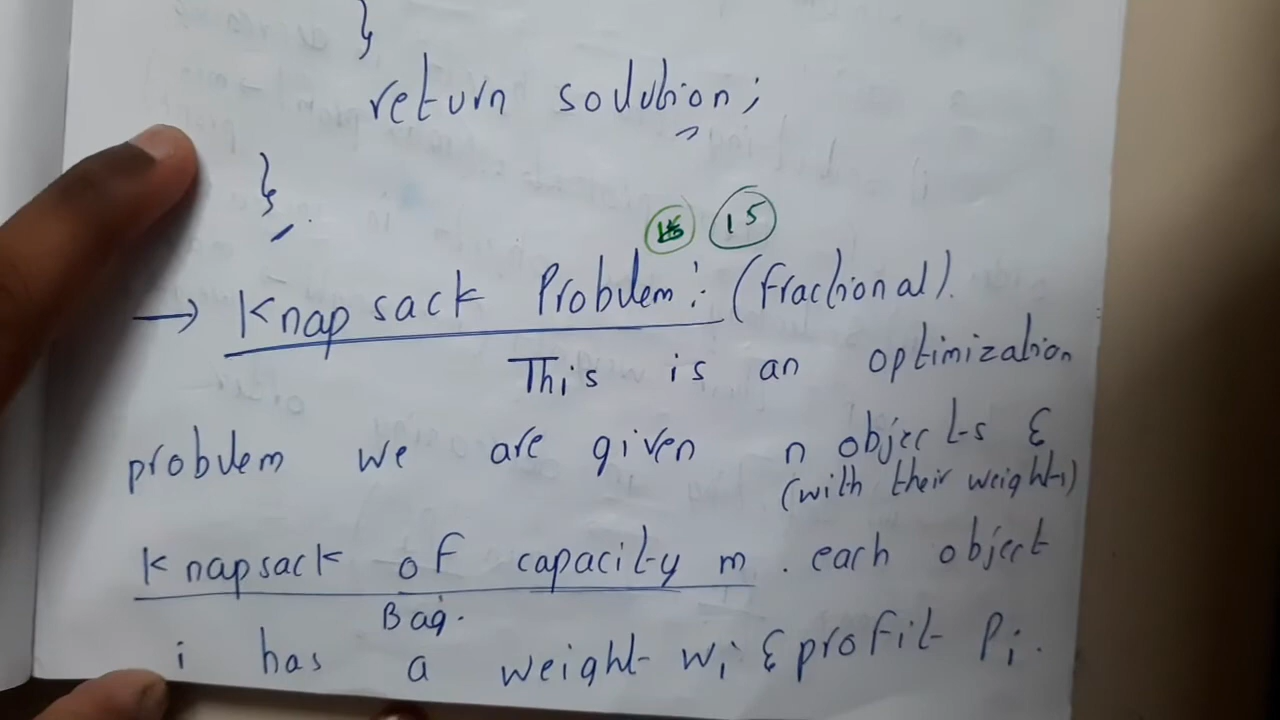 }
return solution;
}
15
→ Knapsack Problem :- (Fractional).
This is an optimization
problem we are given n objects &
(with their weights)
Knapsack of capacity m . each object
Bag.
i has a weight wi & profit Pi.